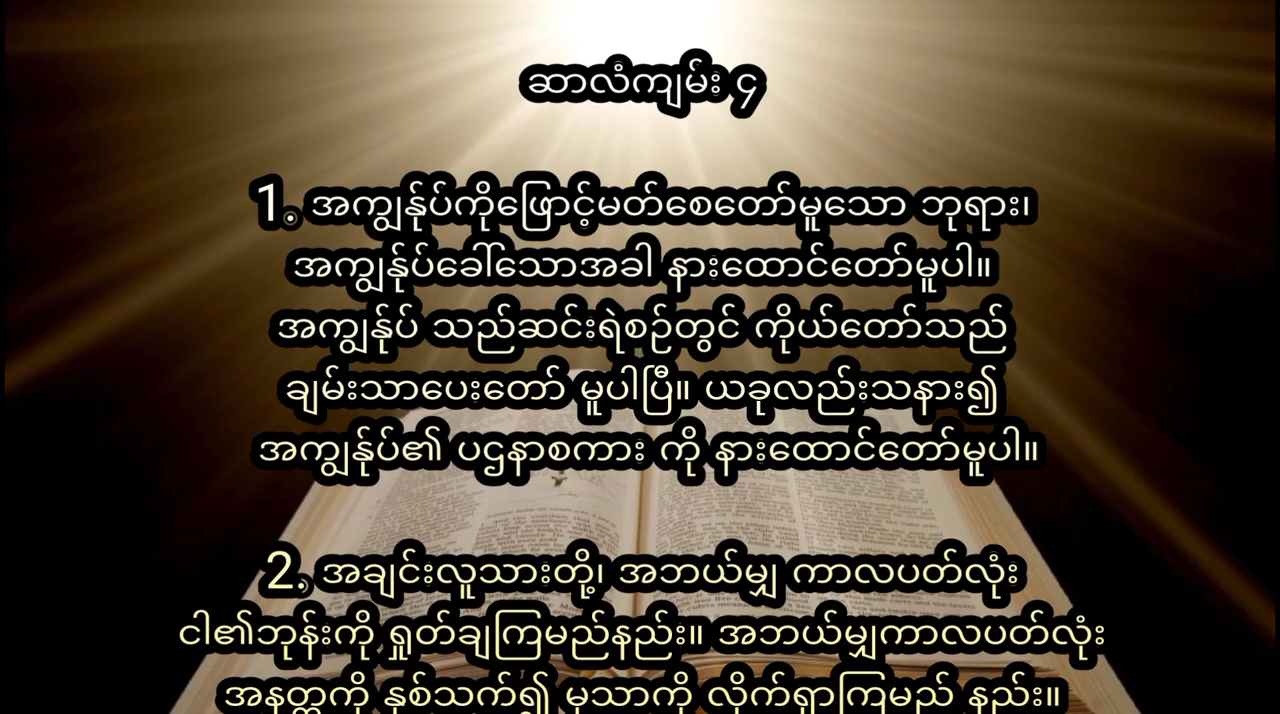 ဆာလံကျမ်း ၄
1. အကျွန်ုပ်ကိုဖြောင့်မတ်စေတော်မူသော ဘုရား၊
အကျွန်ုပ်ခေါ်သောအခါ နားထောင်တော်မူပါ။
အကျွန်ုပ် သည်ဆင်းရဲစဉ်တွင် ကိုယ်တော်သည်
ချမ်းသာပေးတော် မူပါပြီ။ ယခုလည်းသနား၍
အကျွန်ုပ်၏ ပဌနာစကား ကို နားထောင်တော်မူပါ။
2. အချင်းလူသားတို့၊ အဘယ်မျှ ကာလပတ်လုံး
ငါ၏ဘုန်းကို ရှုတ်ချကြမည်နည်း။ အဘယ်မျှကာလပတ်လုံး
အနတ္တကို နှစ်သက်၍ မုသာကို လိုက်ရှာကြမည် နည်း။